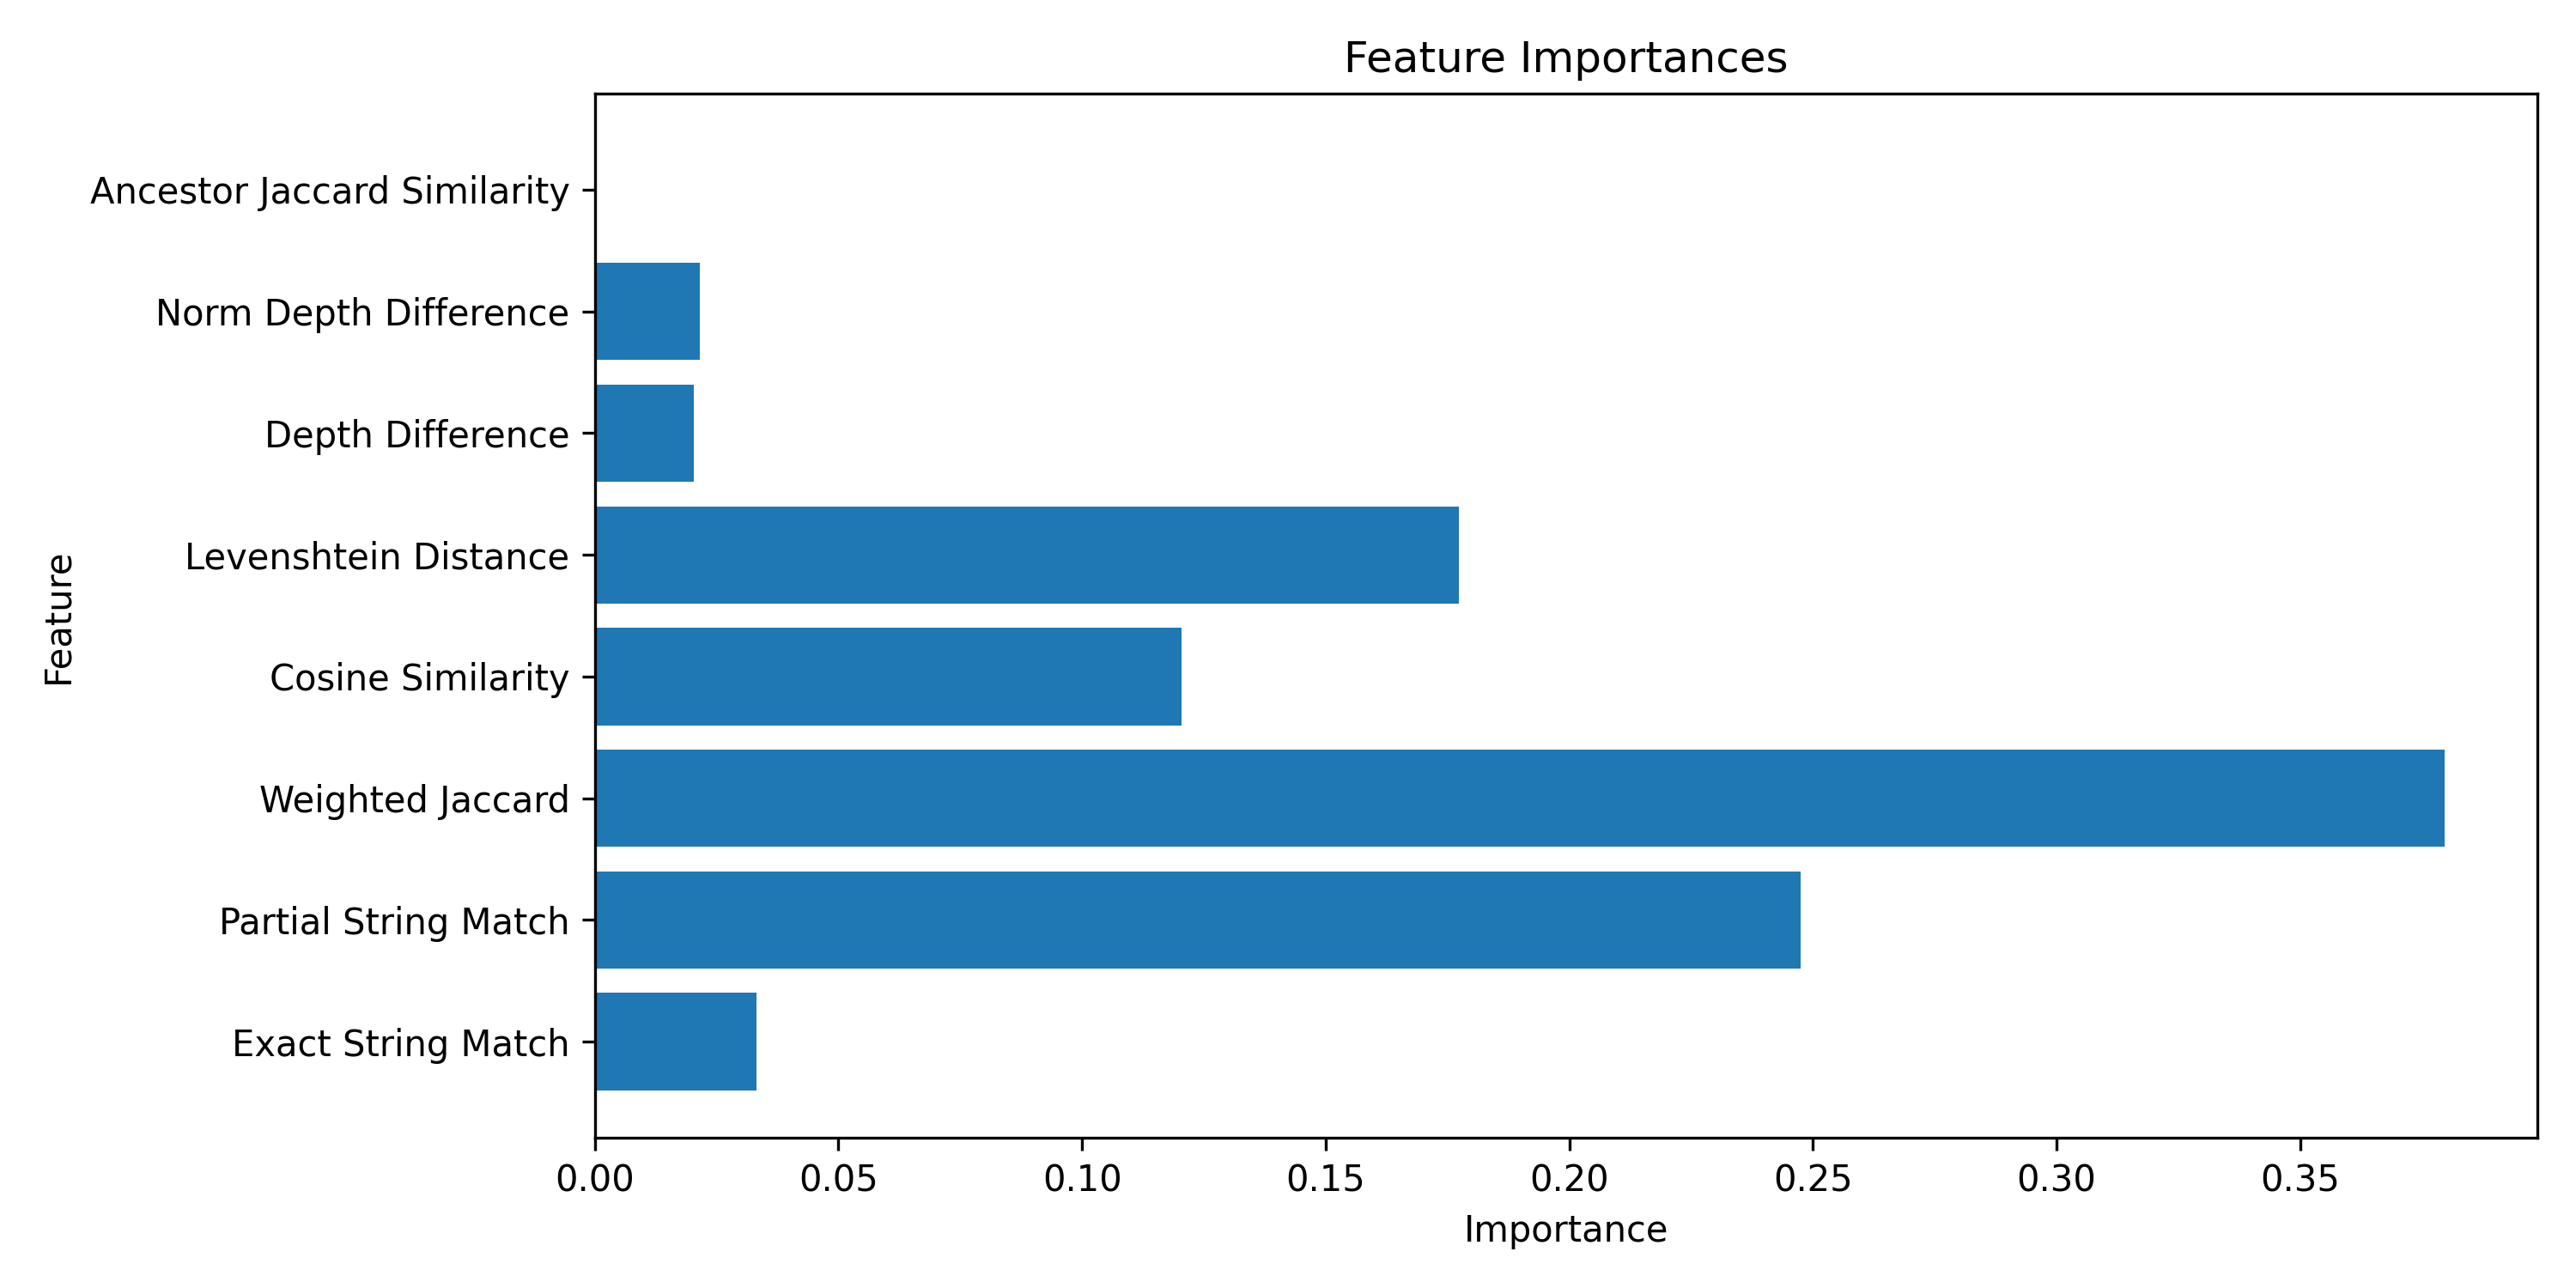 Feature Importances
Ancestor Jaccard Similarity
Norm Depth Difference
Depth Difference
Levenshtein Distance
Cosine Similarity
Weighted Jaccard
Partial String Match
Exact String Match
Feature
0.00 0.05 0.10 0.15 0.20 0.25 0.30 0.35
Importance